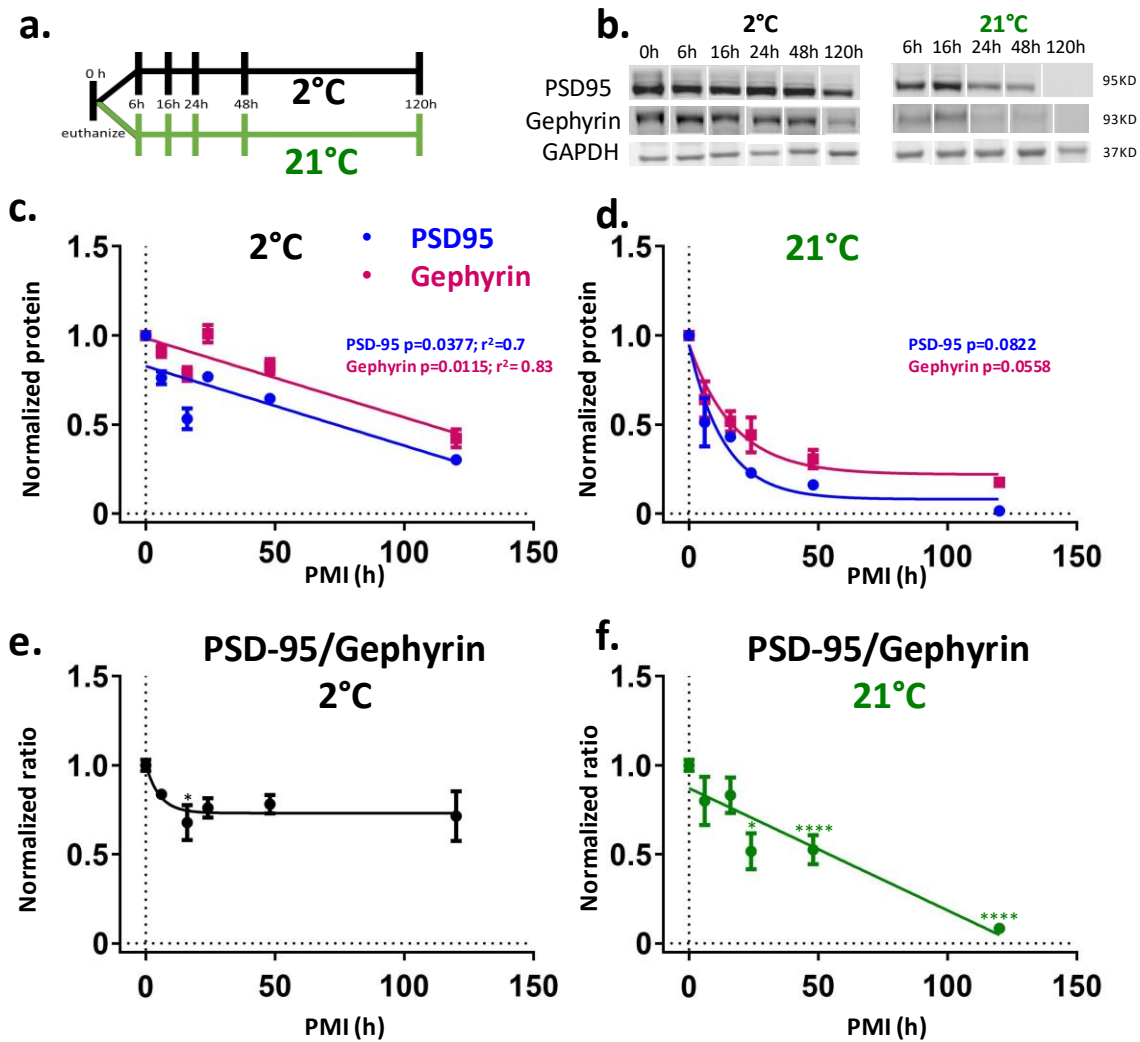 a.
0 h
euthanize
6h 16h 24h 48h 120h
2°C
21°C
b.
2°C 21°C
0h 6h 16h 24h 48h 120h 6h 16h 24h 48h 120h
PSD95 95KD
Gephyrin 93KD
GAPDH 37KD
c.
2°C
PSD95
Gephyrin
PSD-95 p=0.0377; r²=0.7
Gephyrin p=0.0115; r²= 0.83
Normalized protein
1.5
1.0
0.5
0
0 50 100 150
PMI (h)
d.
21°C
PSD-95 p=0.0822
Gephyrin p=0.0558
Normalized protein
1.5
1.0
0.5
0
0 50 100 150
PMI (h)
e.
PSD-95/Gephyrin
2°C
Normalized ratio
1.5
1.0
0.5
0
*
0 50 100 150
PMI (h)
f.
PSD-95/Gephyrin
21°C
Normalized ratio
1.5
1.0
0.5
0
* **** ****
0 50 100 150
PMI (h)